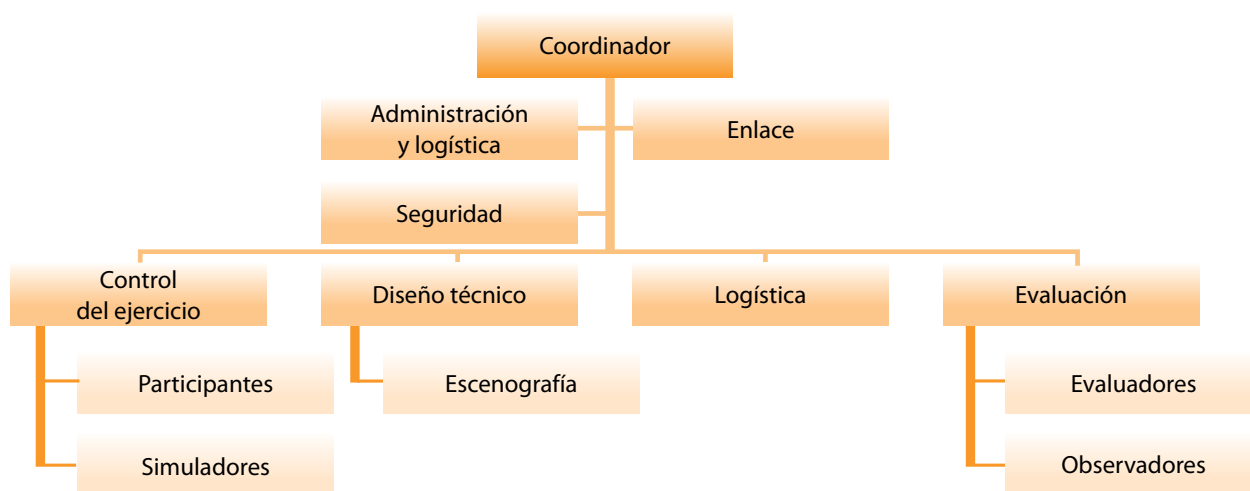 Coordinador
Administración
y logística
Enlace
Seguridad
Control
del ejercicio
Diseño técnico
Logística
Evaluación
Participantes
Escenografía
Evaluadores
Simuladores
Observadores